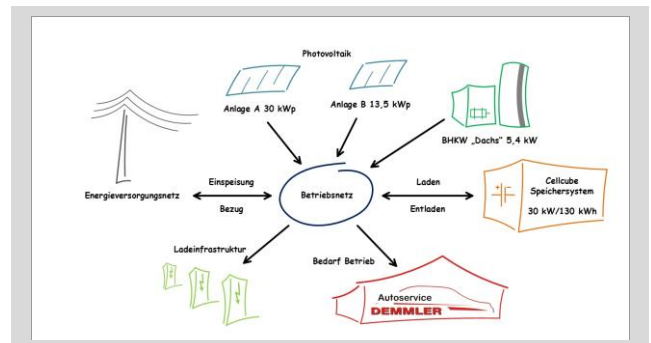 Photovoltaik
Anlage A 30 kWp
Anlage B 13,5 kWp
BHKW „Dachs" 5,4 kW
Energieversorgungsnetz
Einspeisung
Bezug
Betriebsnetz
Laden
Entladen
Cellcube
Speichersystem
30 kW/130 kWh
Ladeinfrastruktur
Bedarf Betrieb
Autoservice
DEMMLER